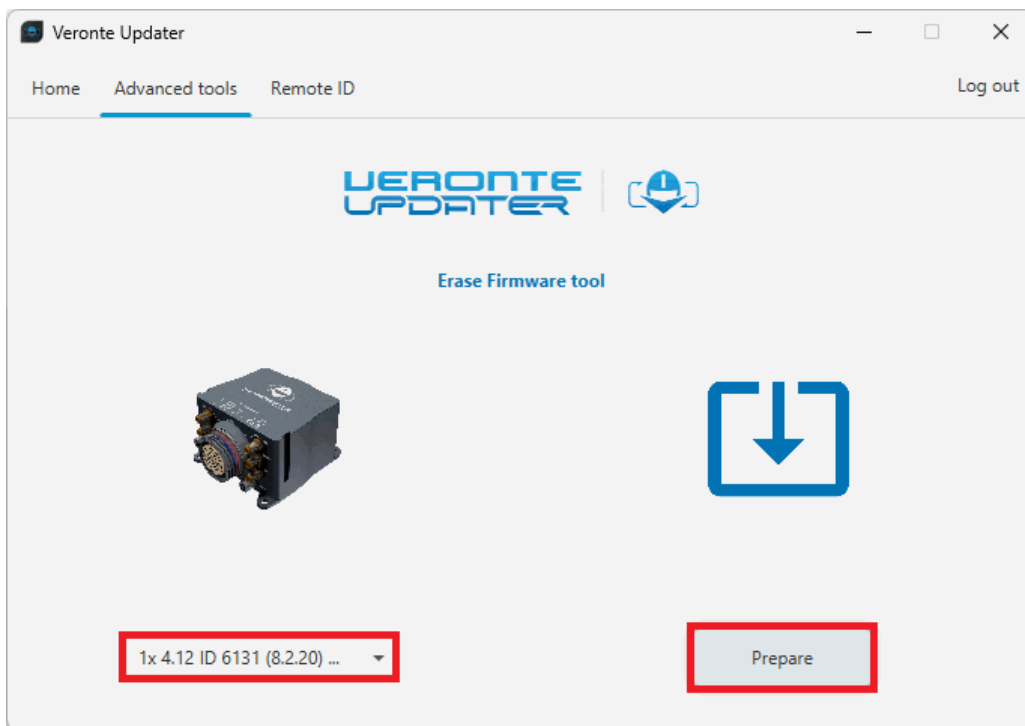 Veronte Updater
Home Advanced tools Remote ID Log out
VERONTE
UPDATER
Erase Firmware tool
1x 4.12 ID 6131 (8.2.20) ...
Prepare